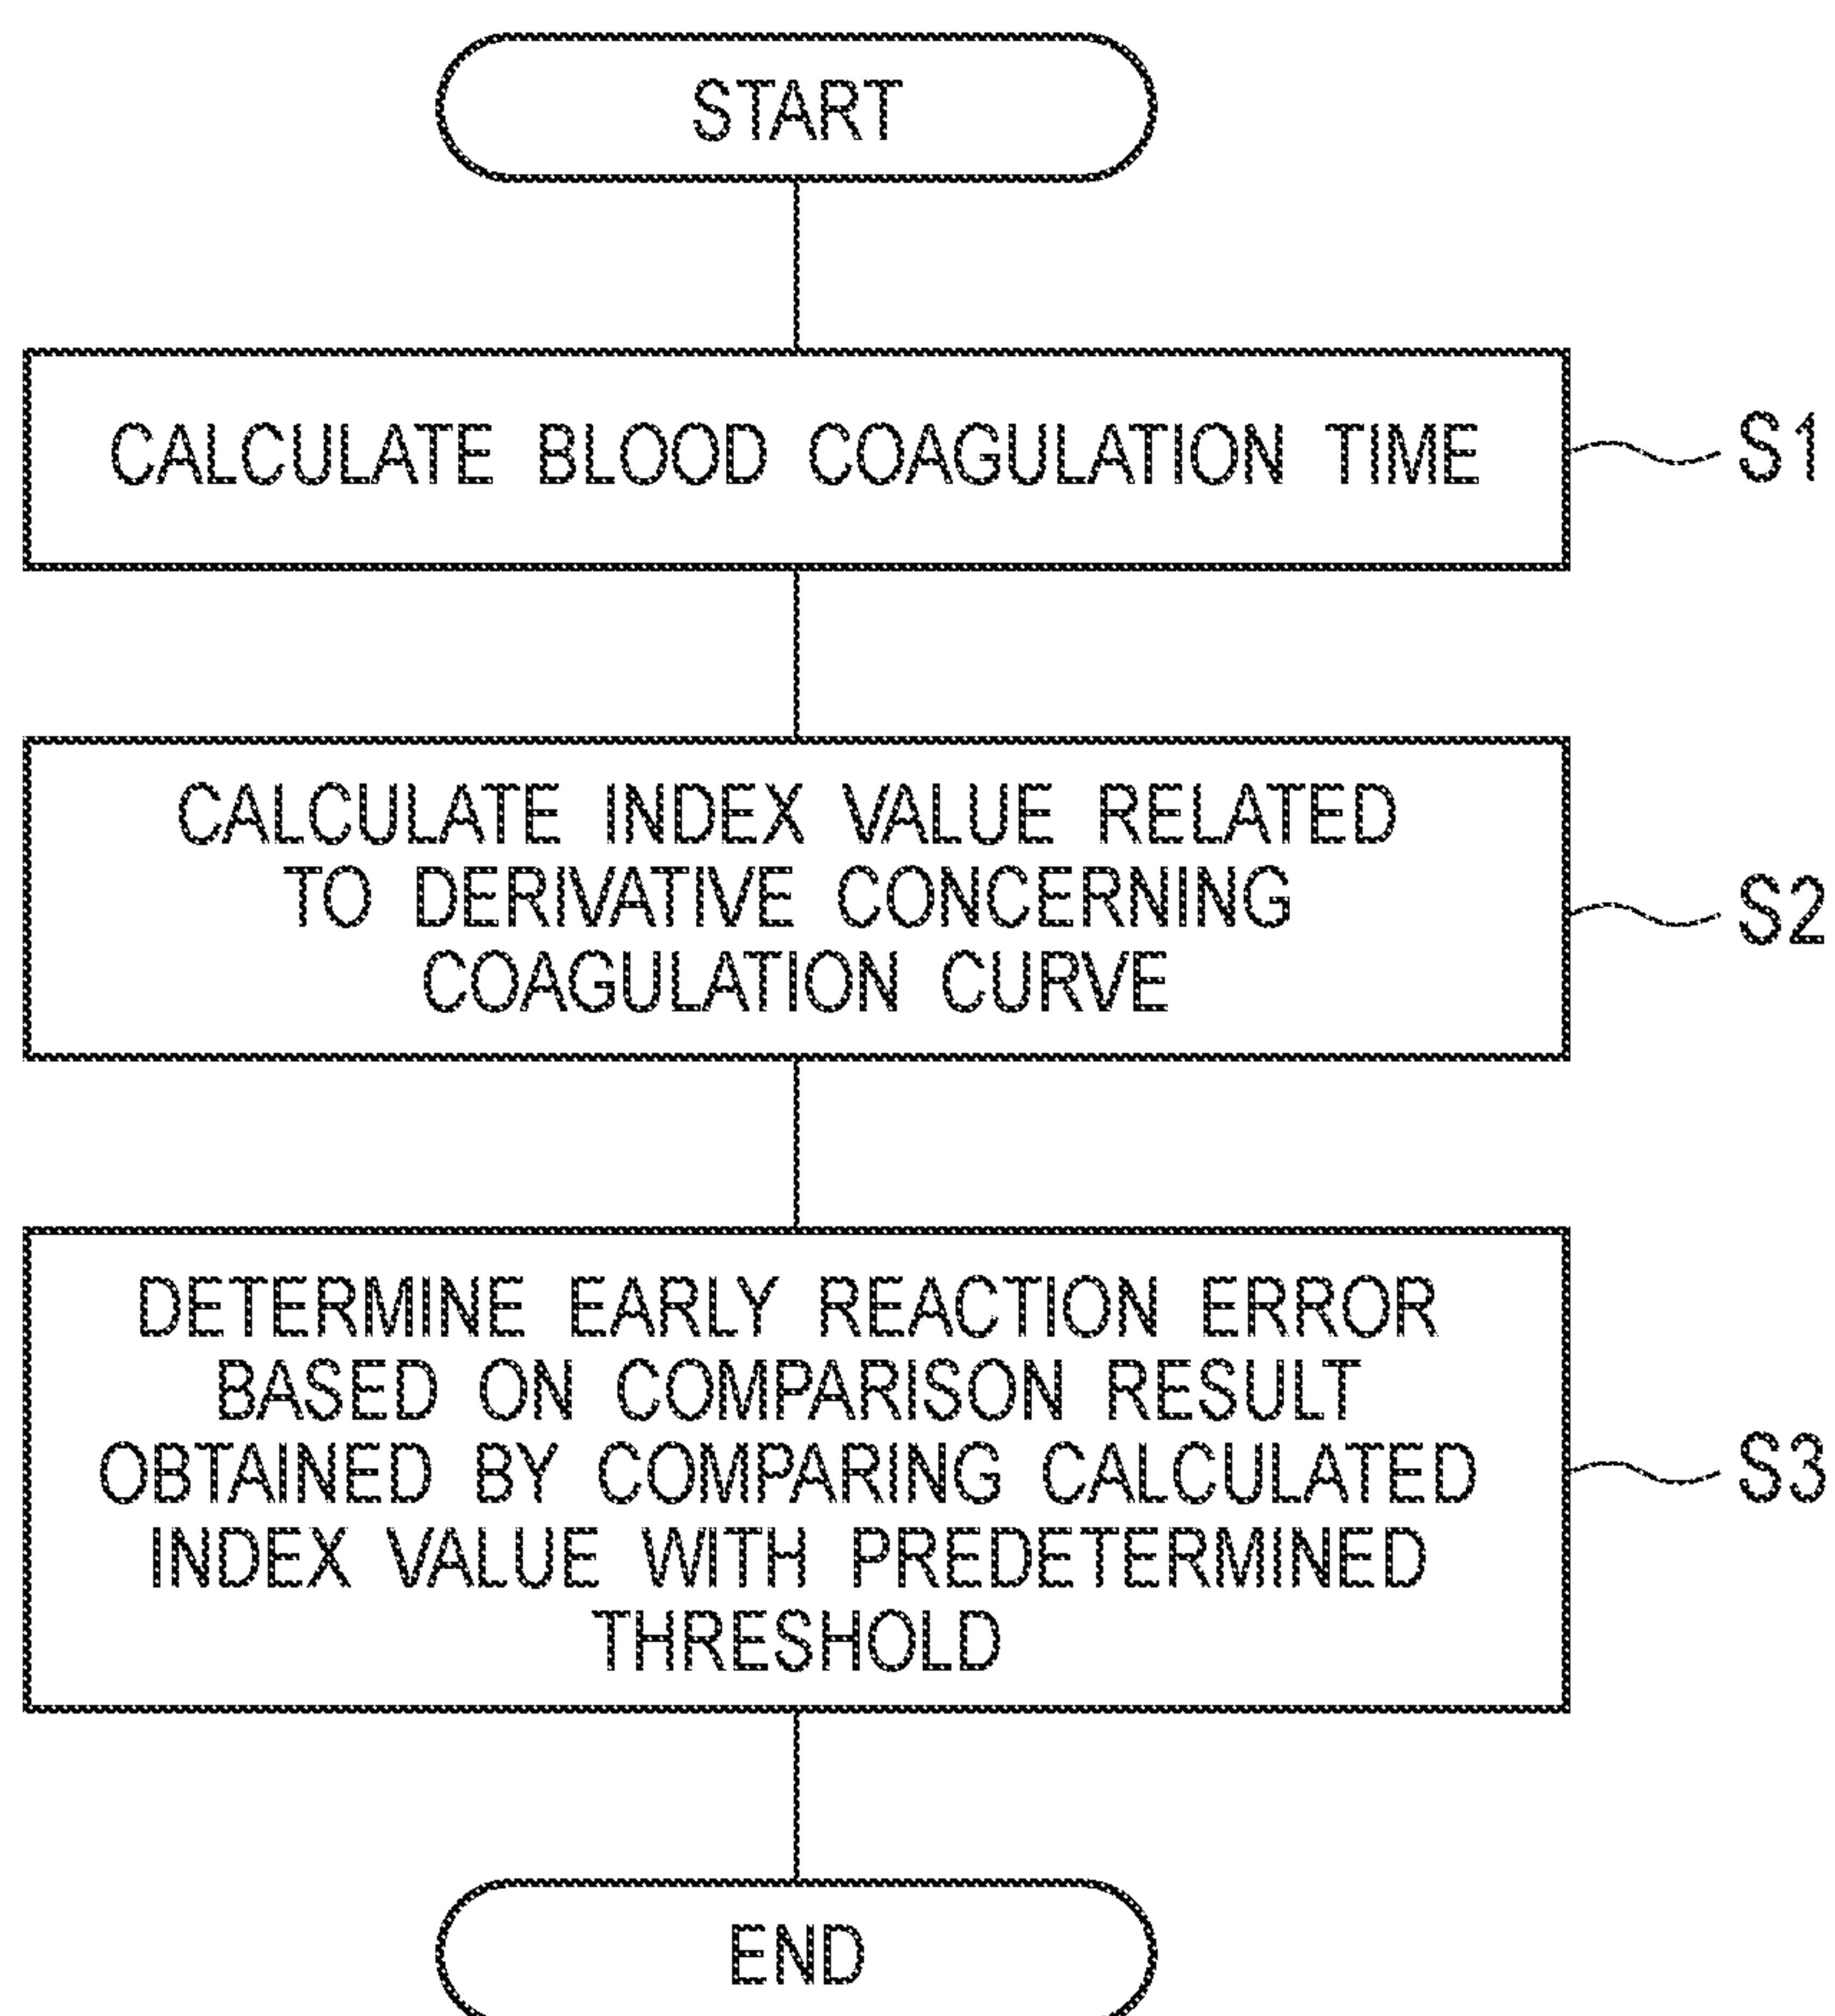 START
CALCULATE BLOOD COAGULATION TIME
S1
CALCULATE INDEX VALUE RELATED
TO DERIVATIVE CONCERNING
COAGULATION CURVE
S2
DETERMINE EARLY REACTION ERROR
BASED ON COMPARISON RESULT
OBTAINED BY COMPARING CALCULATED
INDEX VALUE WITH PREDETERMINED
THRESHOLD
S3
END